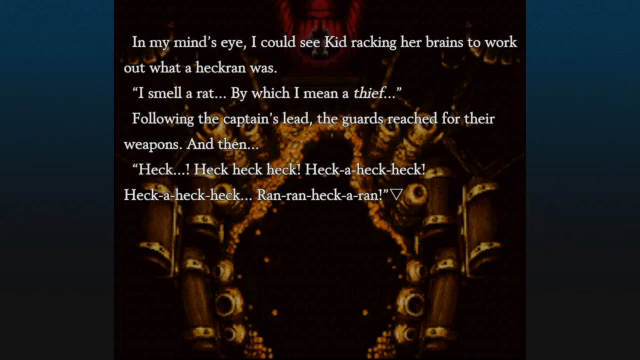 In my mind's eye, I could see Kid racking her brains to work
out what a heckran was.
“I smell a rat... By which I mean a thief...”
Following the captain's lead, the guards reached for their
weapons. And then...
“Heck...! Heck heck heck! Heck-a-heck-heck!
Heck-a-heck-heck... Ran-ran-heck-a-ran!”▽